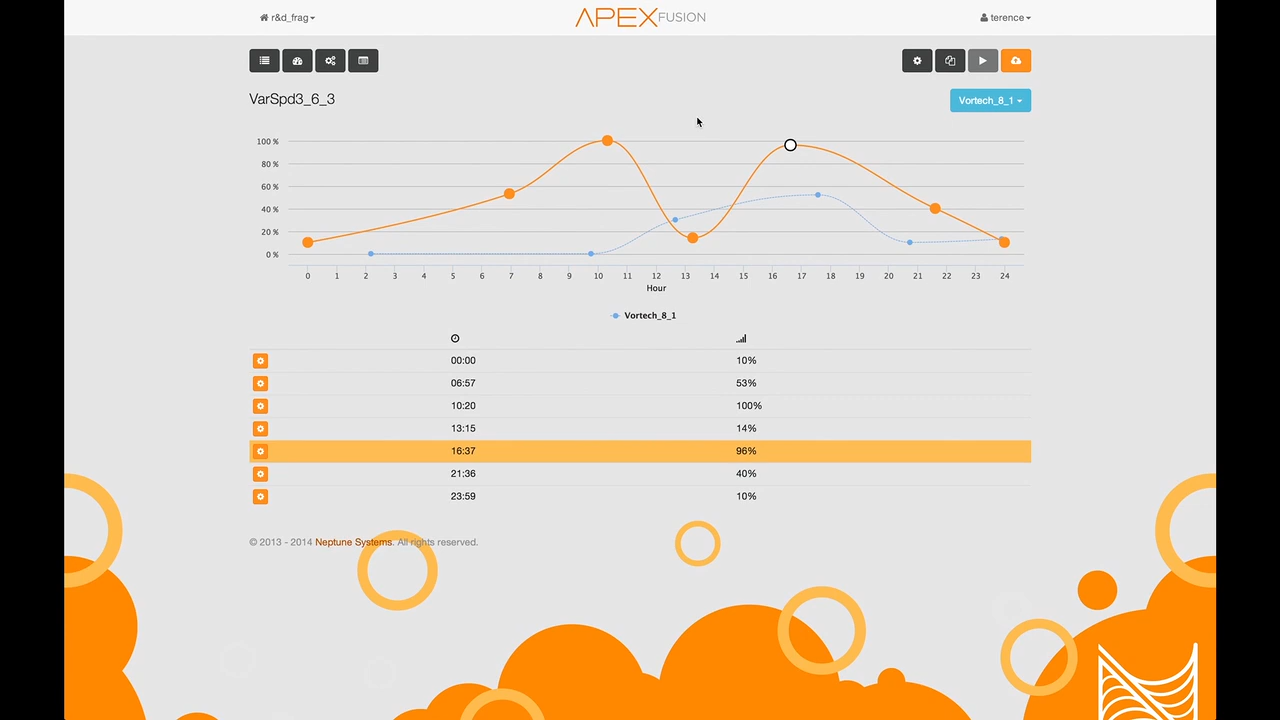 r&d_frag
APEX FUSION
terence
VarSpd3_6_3
Vortech_8_1
100 %
80 %
60 %
40 %
20 %
0 %
0 1 2 3 4 5 6 7 8 9 10 11 12 13 14 15 16 17 18 19 20 21 22 23 24
Hour
Vortech_8_1
00:00 10%
06:57 53%
10:20 100%
13:15 14%
16:37 96%
21:36 40%
23:59 10%
© 2013 - 2014 Neptune Systems. All rights reserved.